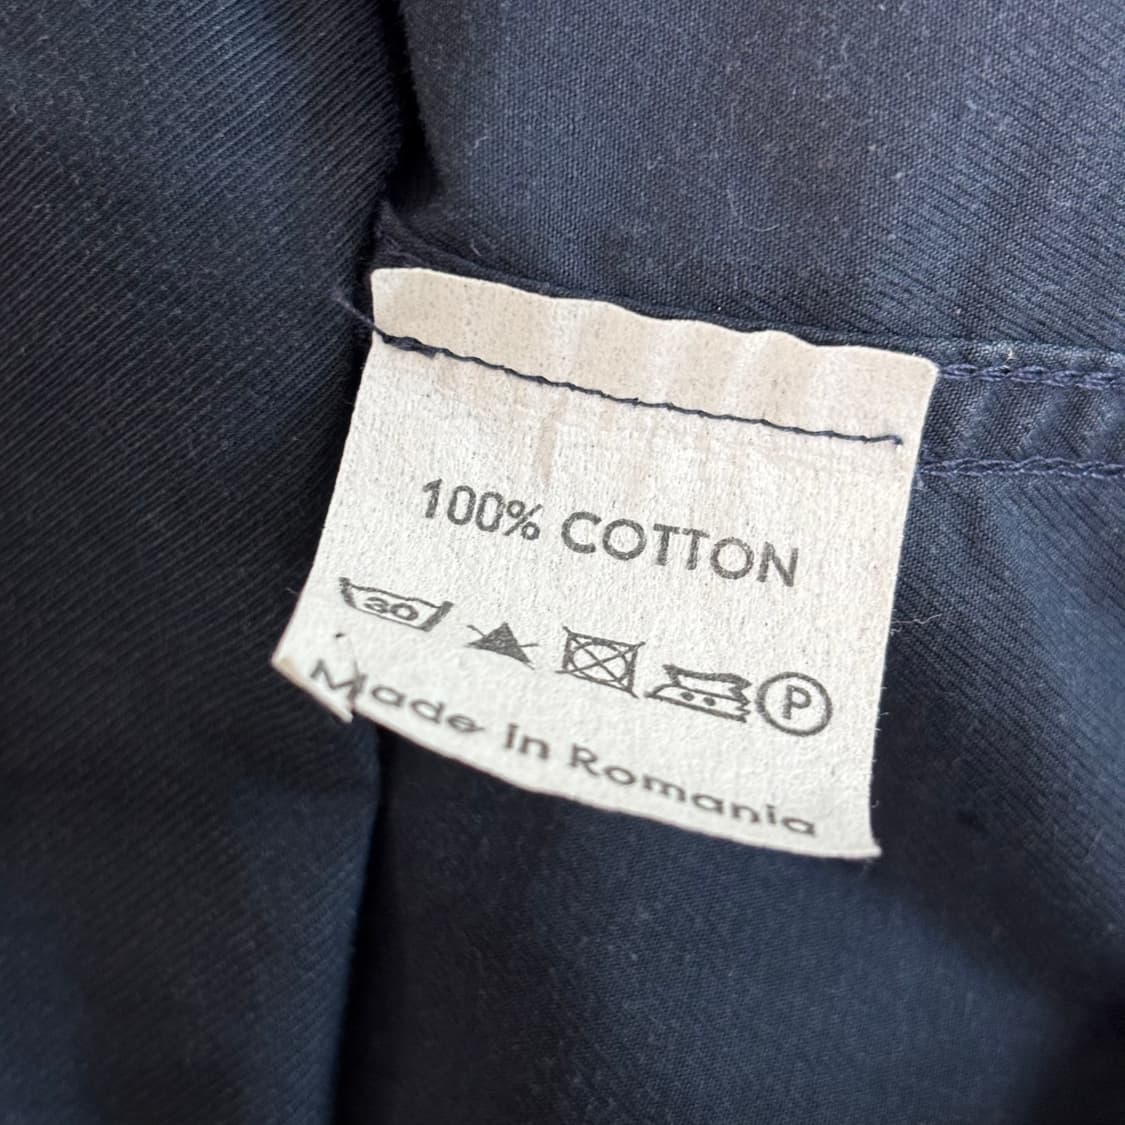 100% COTTON
30
P
Made in Romania